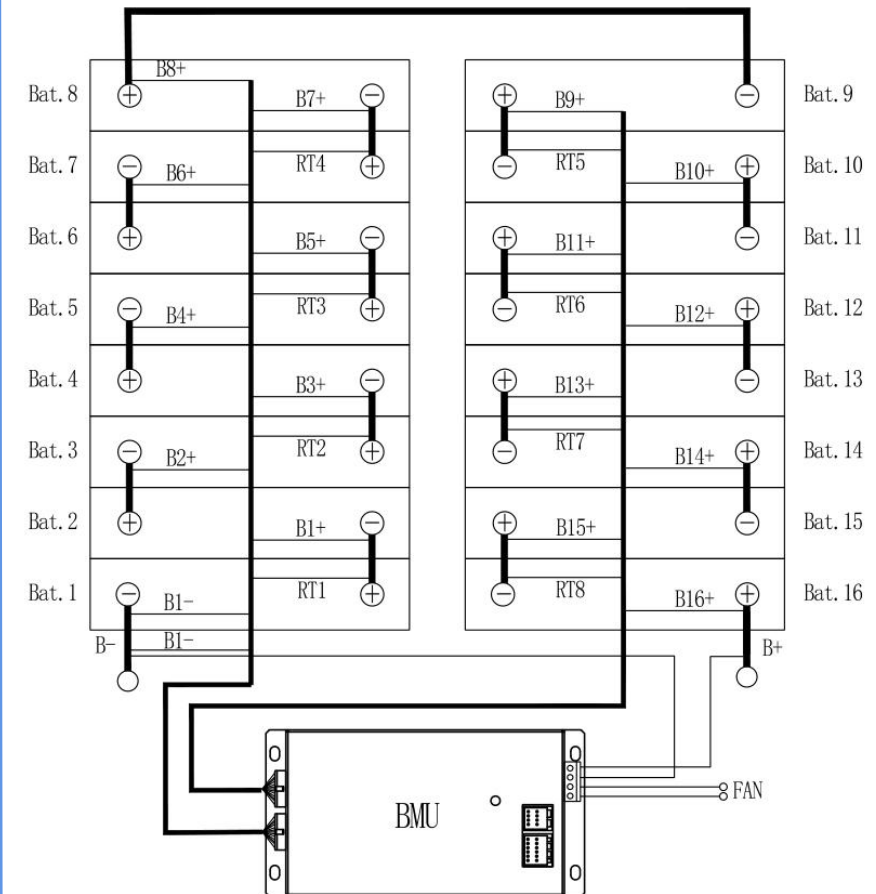 B8+
Bat. 8 B7+ B9+ Bat. 9
Bat. 7 B6+ RT4 RT5 B10+ Bat. 10
Bat. 6 B5+ B11+ Bat. 11
Bat. 5 B4+ RT3 RT6 B12+ Bat. 12
Bat. 4 B3+ B13+ Bat. 13
Bat. 3 B2+ RT2 RT7 B14+ Bat. 14
Bat. 2 B1+ B15+ Bat. 15
Bat. 1 B1- RT1 RT8 B16+ Bat. 16
B- B1- B+
FAN
BMU